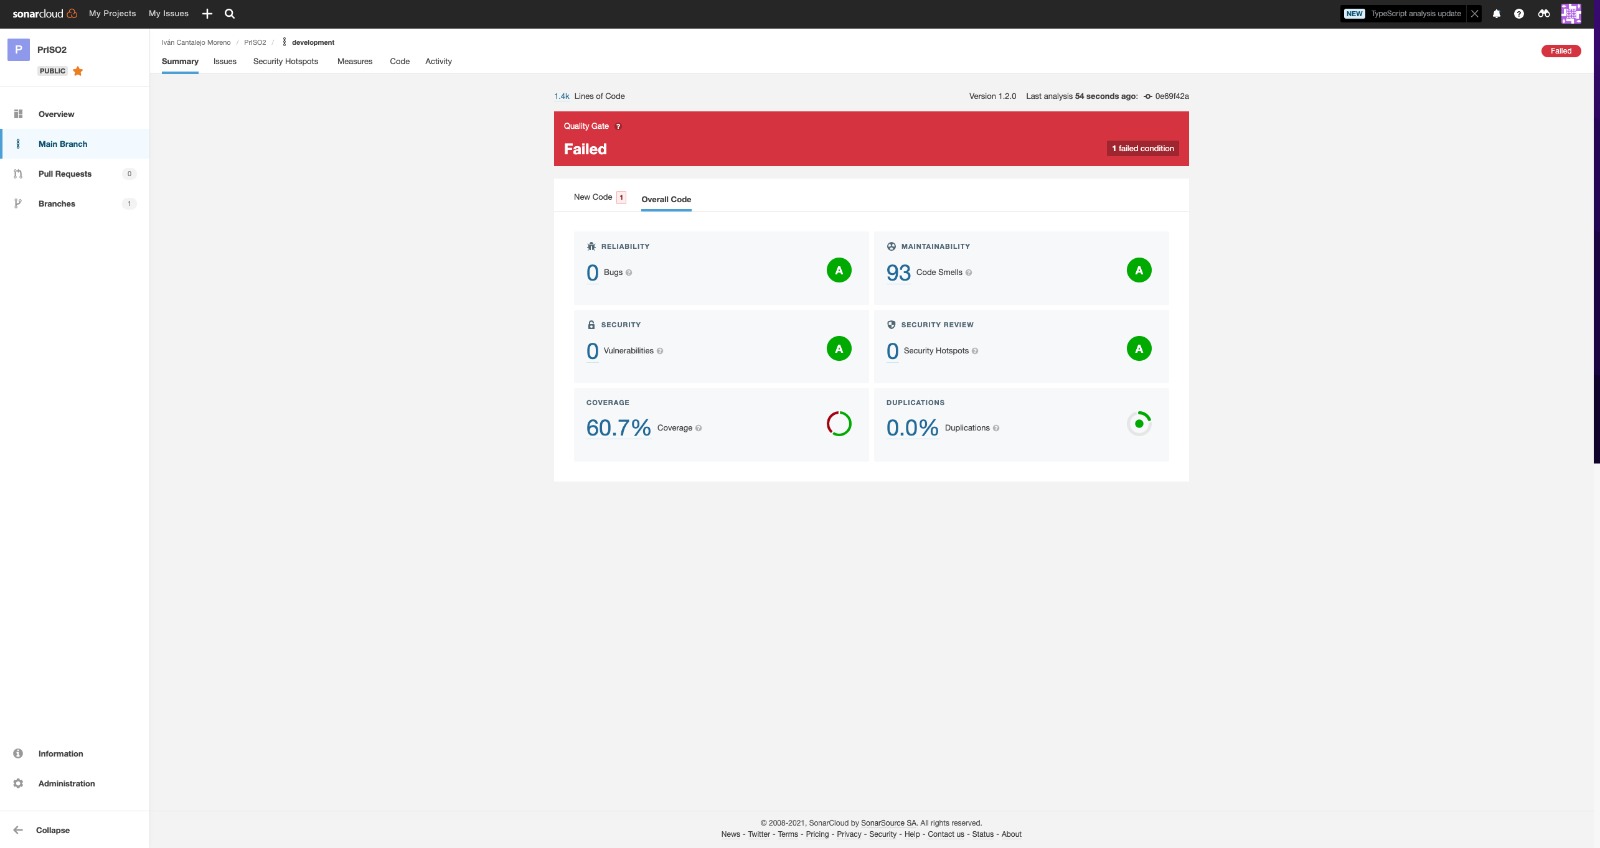 sonarcloud My Projects My Issues NEW TypeScript analysis update
P PrISO2
PUBLIC
Overview
Main Branch
Pull Requests 0
Branches 1
Information
Administration
Collapse
Iván Cantalejo Moreno / PrISO2 / development
Failed
Summary Issues Security Hotspots Measures Code Activity
1.4k Lines of Code Version 1.2.0 Last analysis 54 seconds ago: 0e69f42a
Quality Gate ?
Failed 1 failed condition
New Code 1 Overall Code
RELIABILITY
0 Bugs ? A
MAINTAINABILITY
93 Code Smells ? A
SECURITY
0 Vulnerabilities ? A
SECURITY REVIEW
0 Security Hotspots ? A
COVERAGE
60.7% Coverage ?
DUPLICATIONS
0.0% Duplications ?
© 2008-2021, SonarCloud by SonarSource SA. All rights reserved.
News - Twitter - Terms - Pricing - Privacy - Security - Help - Contact us - Status - About